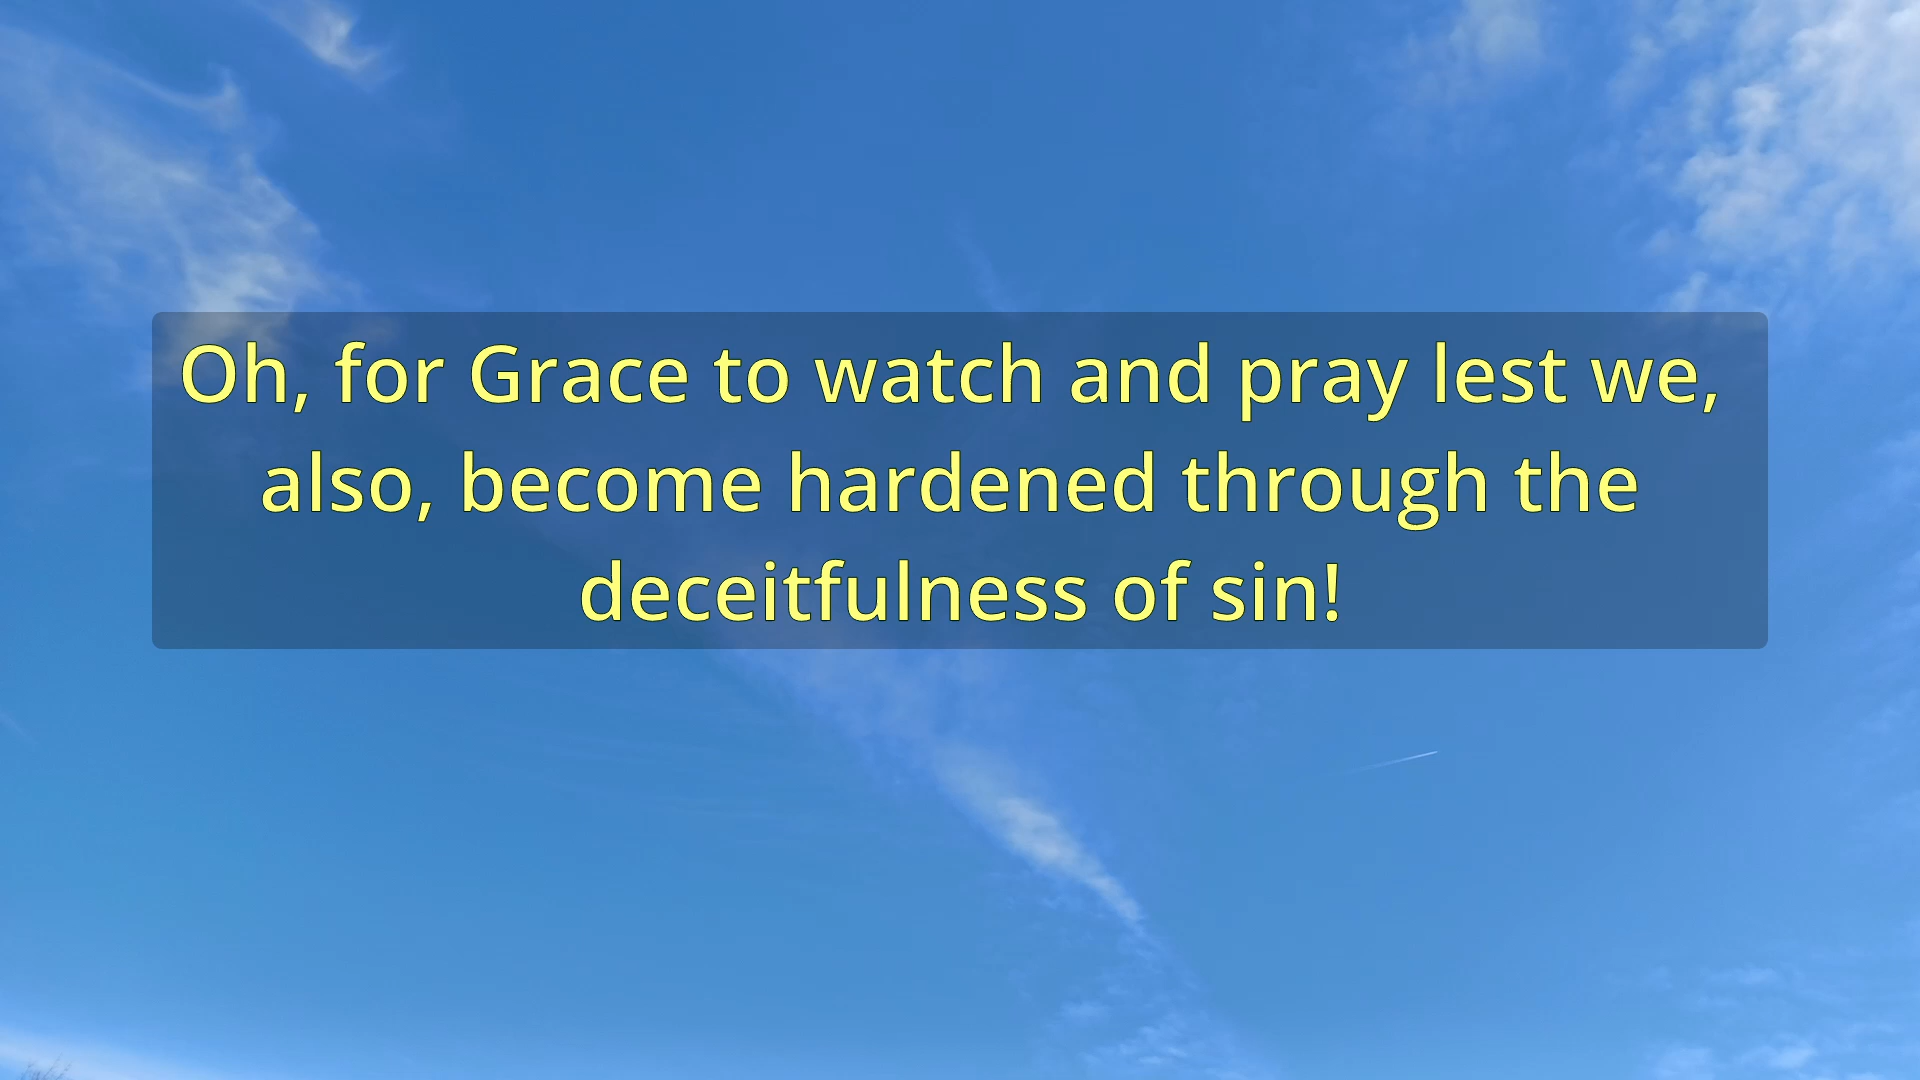 Oh, for Grace to watch and pray lest we,
also, become hardened through the
deceitfulness of sin!